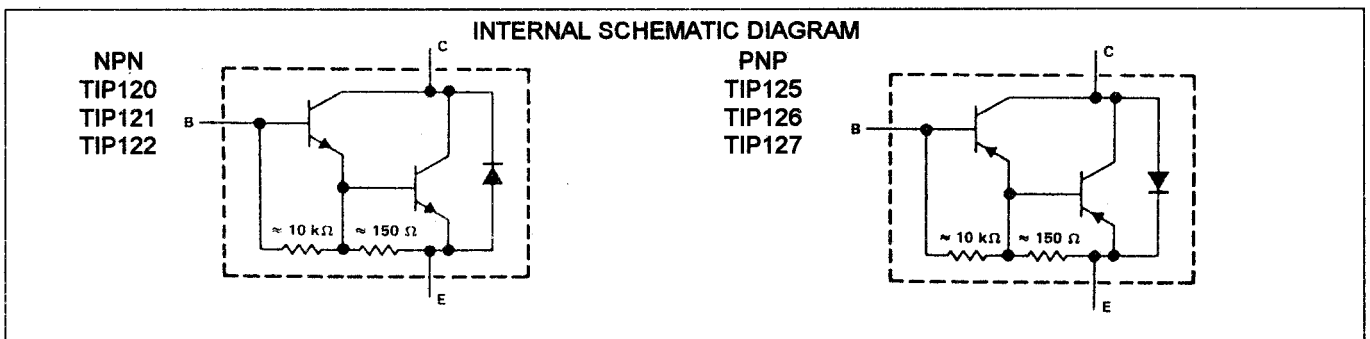 INTERNAL SCHEMATIC DIAGRAM
NPN
TIP120
TIP121
TIP122
C
B
≈ 10 kΩ ≈ 150 Ω
E
PNP
TIP125
TIP126
TIP127
C
B
≈ 10 kΩ ≈ 150 Ω
E